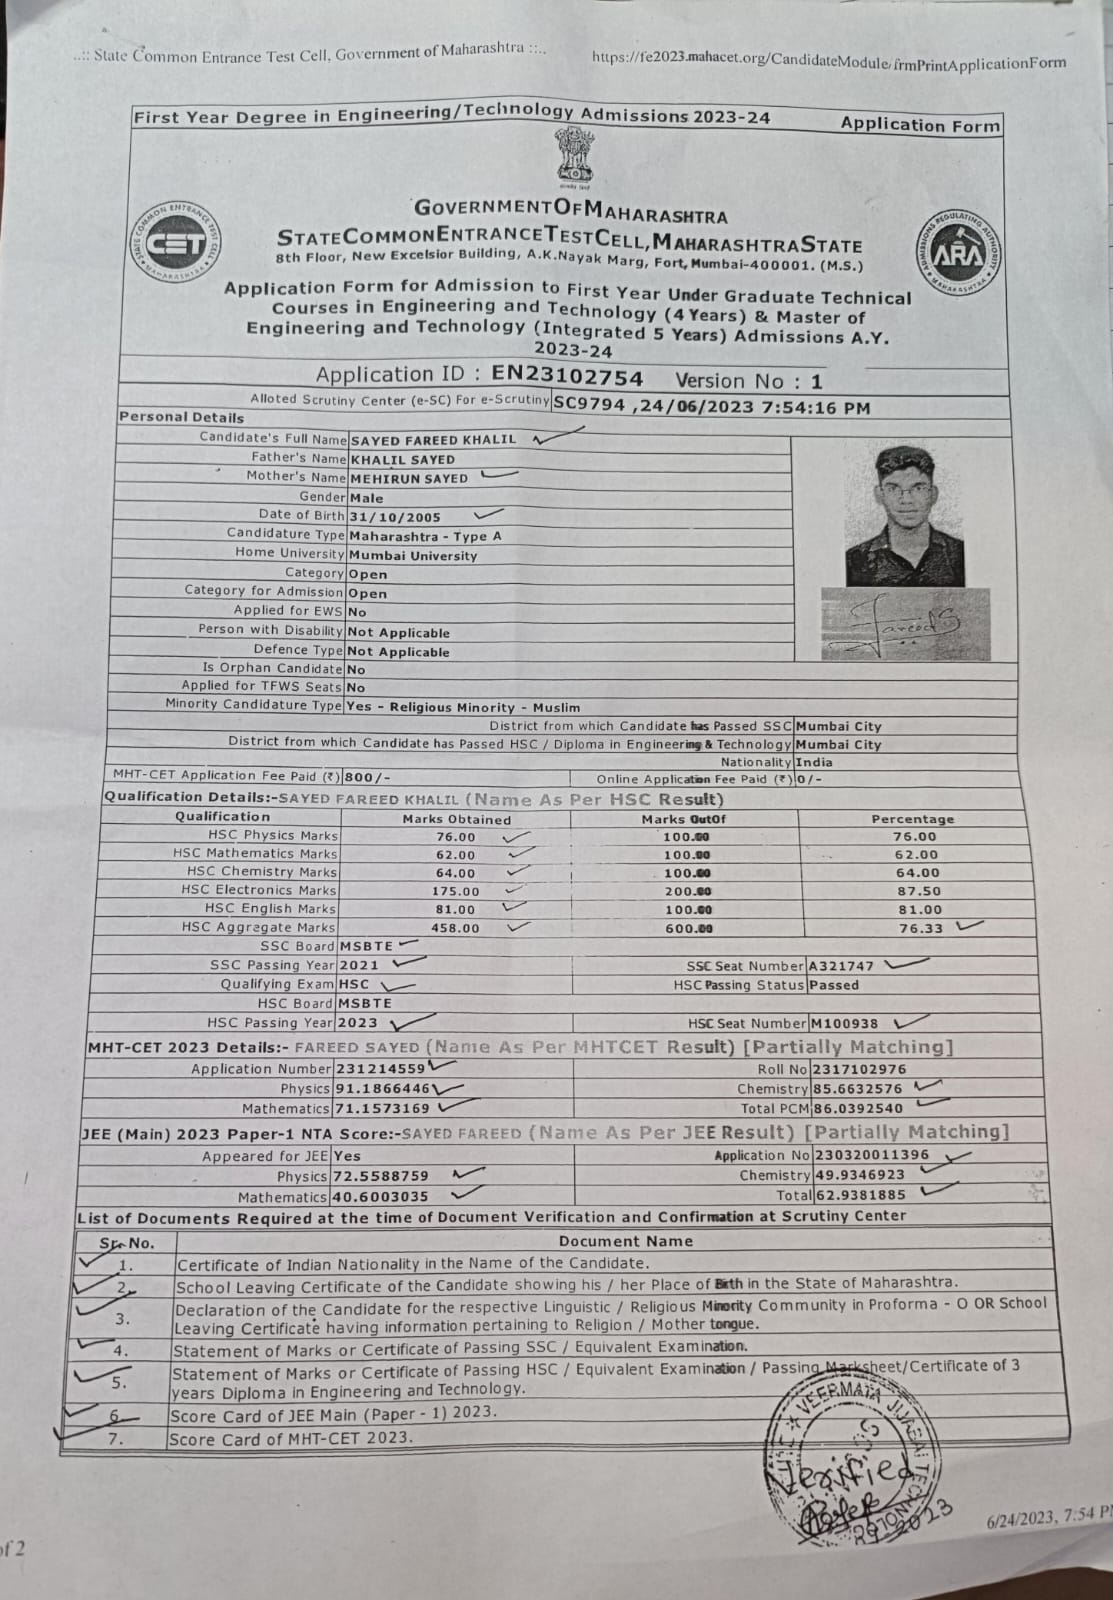 ..:: State Common Entrance Test Cell, Government of Maharashtra ::..
https://fe2023.mahacet.org/CandidateModule/frmPrintApplicationForm
First Year Degree in Engineering/Technology Admissions 2023-24 Application Form
GOVERNMENTOFMAHARASHTRA
STATECOMMONENTRANCETESTCELL,MAHARASHTRASTATE
8th Floor, New Excelsior Building, A.K.Nayak Marg, Fort, Mumbai-400001. (M.S.)
STATE COMMON ENTRANCE TEST CELL MAHARASHTRA
CET
ADMISSIONS REGULATING AUTHORITY MAHARASHTRA
ARA
Application Form for Admission to First Year Under Graduate Technical
Courses in Engineering and Technology (4 Years) & Master of
Engineering and Technology (Integrated 5 Years) Admissions A.Y.
2023-24
Application ID : EN23102754 Version No : 1
Alloted Scrutiny Center (e-SC) For e-Scrutiny SC9794 ,24/06/2023 7:54:16 PM
Personal Details
Candidate's Full Name SAYED FAREED KHALIL
Father's Name KHALIL SAYED
Mother's Name MEHIRUN SAYED
Gender Male
Date of Birth 31/10/2005
Candidature Type Maharashtra - Type A
Home University Mumbai University
Category Open
Category for Admission Open
Applied for EWS No
Person with Disability Not Applicable
Defence Type Not Applicable
Is Orphan Candidate No
Applied for TFWS Seats No
Minority Candidature Type Yes - Religious Minority - Muslim
FareedS
District from which Candidate has Passed SSC Mumbai City
District from which Candidate has Passed HSC / Diploma in Engineering & Technology Mumbai City
Nationality India
MHT-CET Application Fee Paid (₹) 800/- Online Application Fee Paid (₹) 0/-
Qualification Details:-SAYED FAREED KHALIL (Name As Per HSC Result)
Qualification Marks Obtained Marks OutOf Percentage
HSC Physics Marks 76.00 100.00 76.00
HSC Mathematics Marks 62.00 100.00 62.00
HSC Chemistry Marks 64.00 100.00 64.00
HSC Electronics Marks 175.00 200.00 87.50
HSC English Marks 81.00 100.00 81.00
HSC Aggregate Marks 458.00 600.00 76.33
SSC Board MSBTE
SSC Passing Year 2021 SSC Seat Number A321747
Qualifying Exam HSC HSC Passing Status Passed
HSC Board MSBTE
HSC Passing Year 2023 HSC Seat Number M100938
MHT-CET 2023 Details:- FAREED SAYED (Name As Per MHTCET Result) [Partially Matching]
Application Number 231214559 Roll No 2317102976
Physics 91.1866446 Chemistry 85.6632576
Mathematics 71.1573169 Total PCM 86.0392540
JEE (Main) 2023 Paper-1 NTA Score:-SAYED FAREED (Name As Per JEE Result) [Partially Matching]
Appeared for JEE Yes Application No 230320011396
Physics 72.5588759 Chemistry 49.9346923
Mathematics 40.6003035 Total 62.9381885
List of Documents Required at the time of Document Verification and Confirmation at Scrutiny Center
Sr. No. Document Name
1. Certificate of Indian Nationality in the Name of the Candidate.
2. School Leaving Certificate of the Candidate showing his / her Place of Birth in the State of Maharashtra.
3. Declaration of the Candidate for the respective Linguistic / Religious Minority Community in Proforma - O OR School
Leaving Certificate having information pertaining to Religion / Mother tongue.
4. Statement of Marks or Certificate of Passing SSC / Equivalent Examination.
5. Statement of Marks or Certificate of Passing HSC / Equivalent Examination / Passing Marksheet/Certificate of 3
years Diploma in Engineering and Technology.
6. Score Card of JEE Main (Paper - 1) 2023.
7. Score Card of MHT-CET 2023.
VEERMATA JIJABAI
Verified
2023
6/24/2023, 7:54 P
of 2